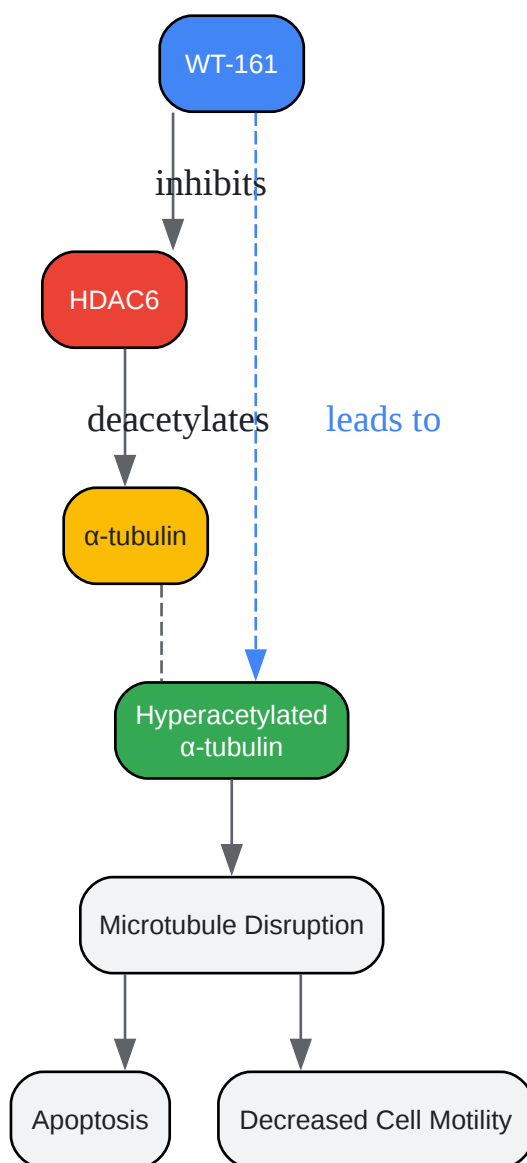 WT-161
inhibits
HDAC6
deacetylates
leads to
α-tubulin
Hyperacetylated
α-tubulin
Microtubule Disruption
Apoptosis
Decreased Cell Motility